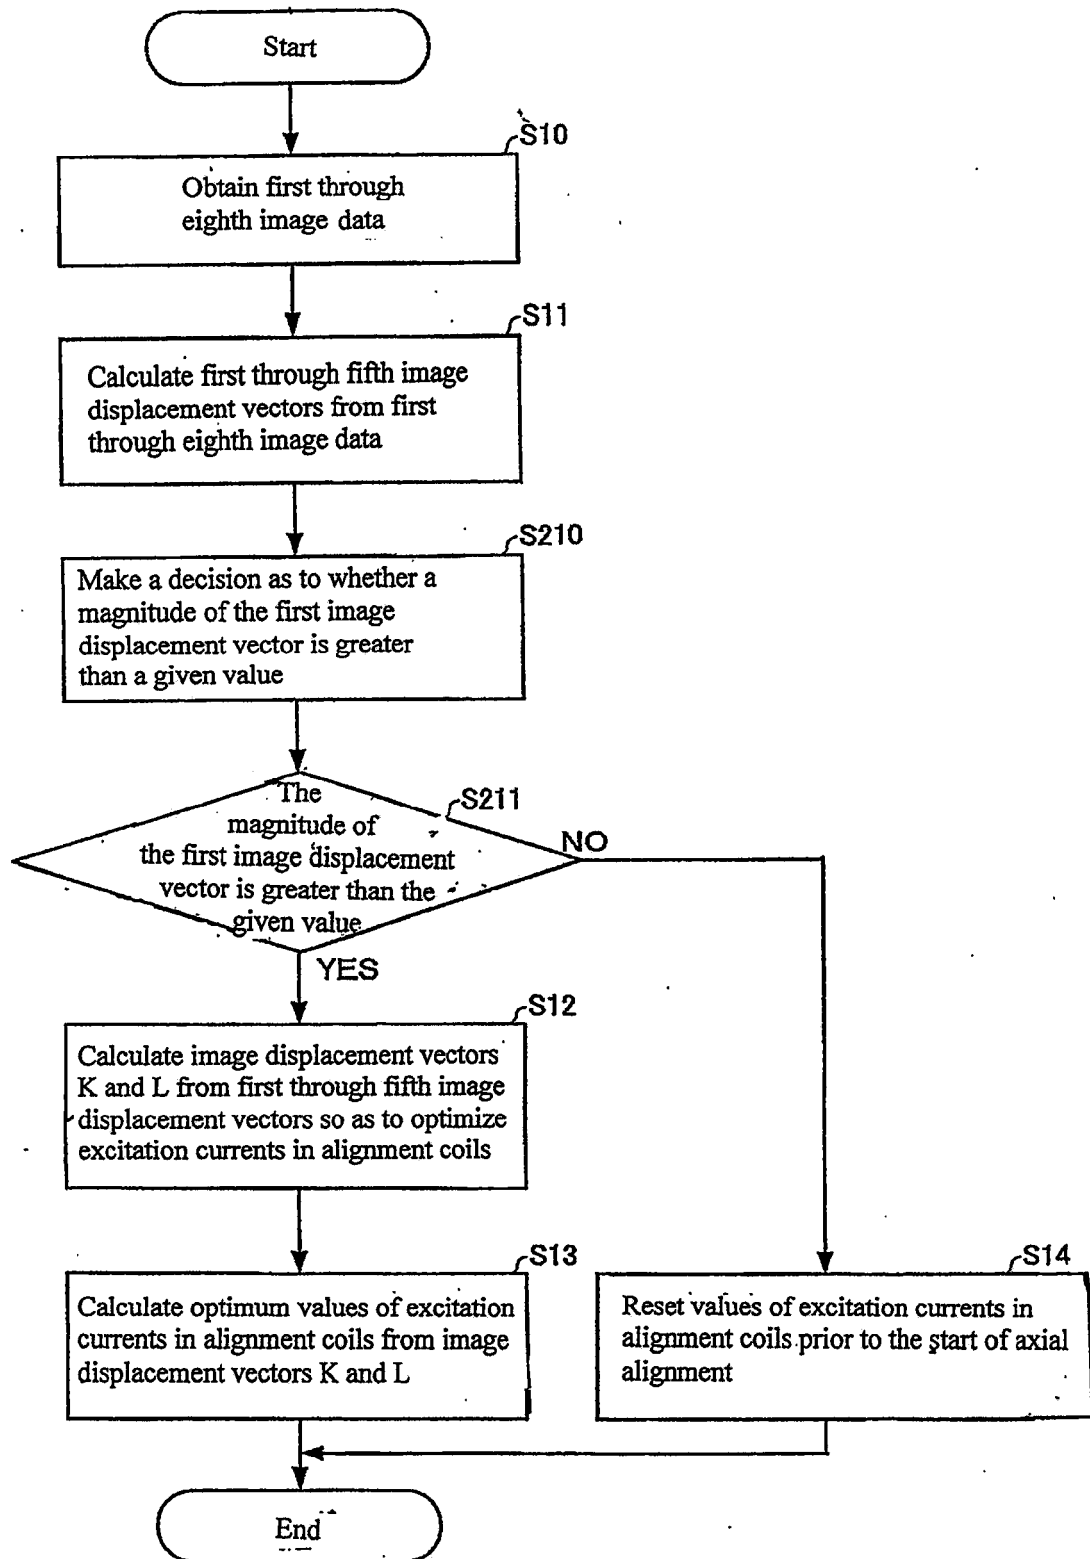 Start
S10
Obtain first through
eighth image data
S11
Calculate first through fifth image
displacement vectors from first
through eighth image data
S210
Make a decision as to whether a
magnitude of the first image
displacement vector is greater
than a given value
S211
The
magnitude of
the first image displacement
vector is greater than the
given value
NO
YES
S12
Calculate image displacement vectors
K and L from first through fifth image
displacement vectors so as to optimize
excitation currents in alignment coils
S13
Calculate optimum values of excitation
currents in alignment coils from image
displacement vectors K and L
S14
Reset values of excitation currents in
alignment coils prior to the start of axial
alignment
End